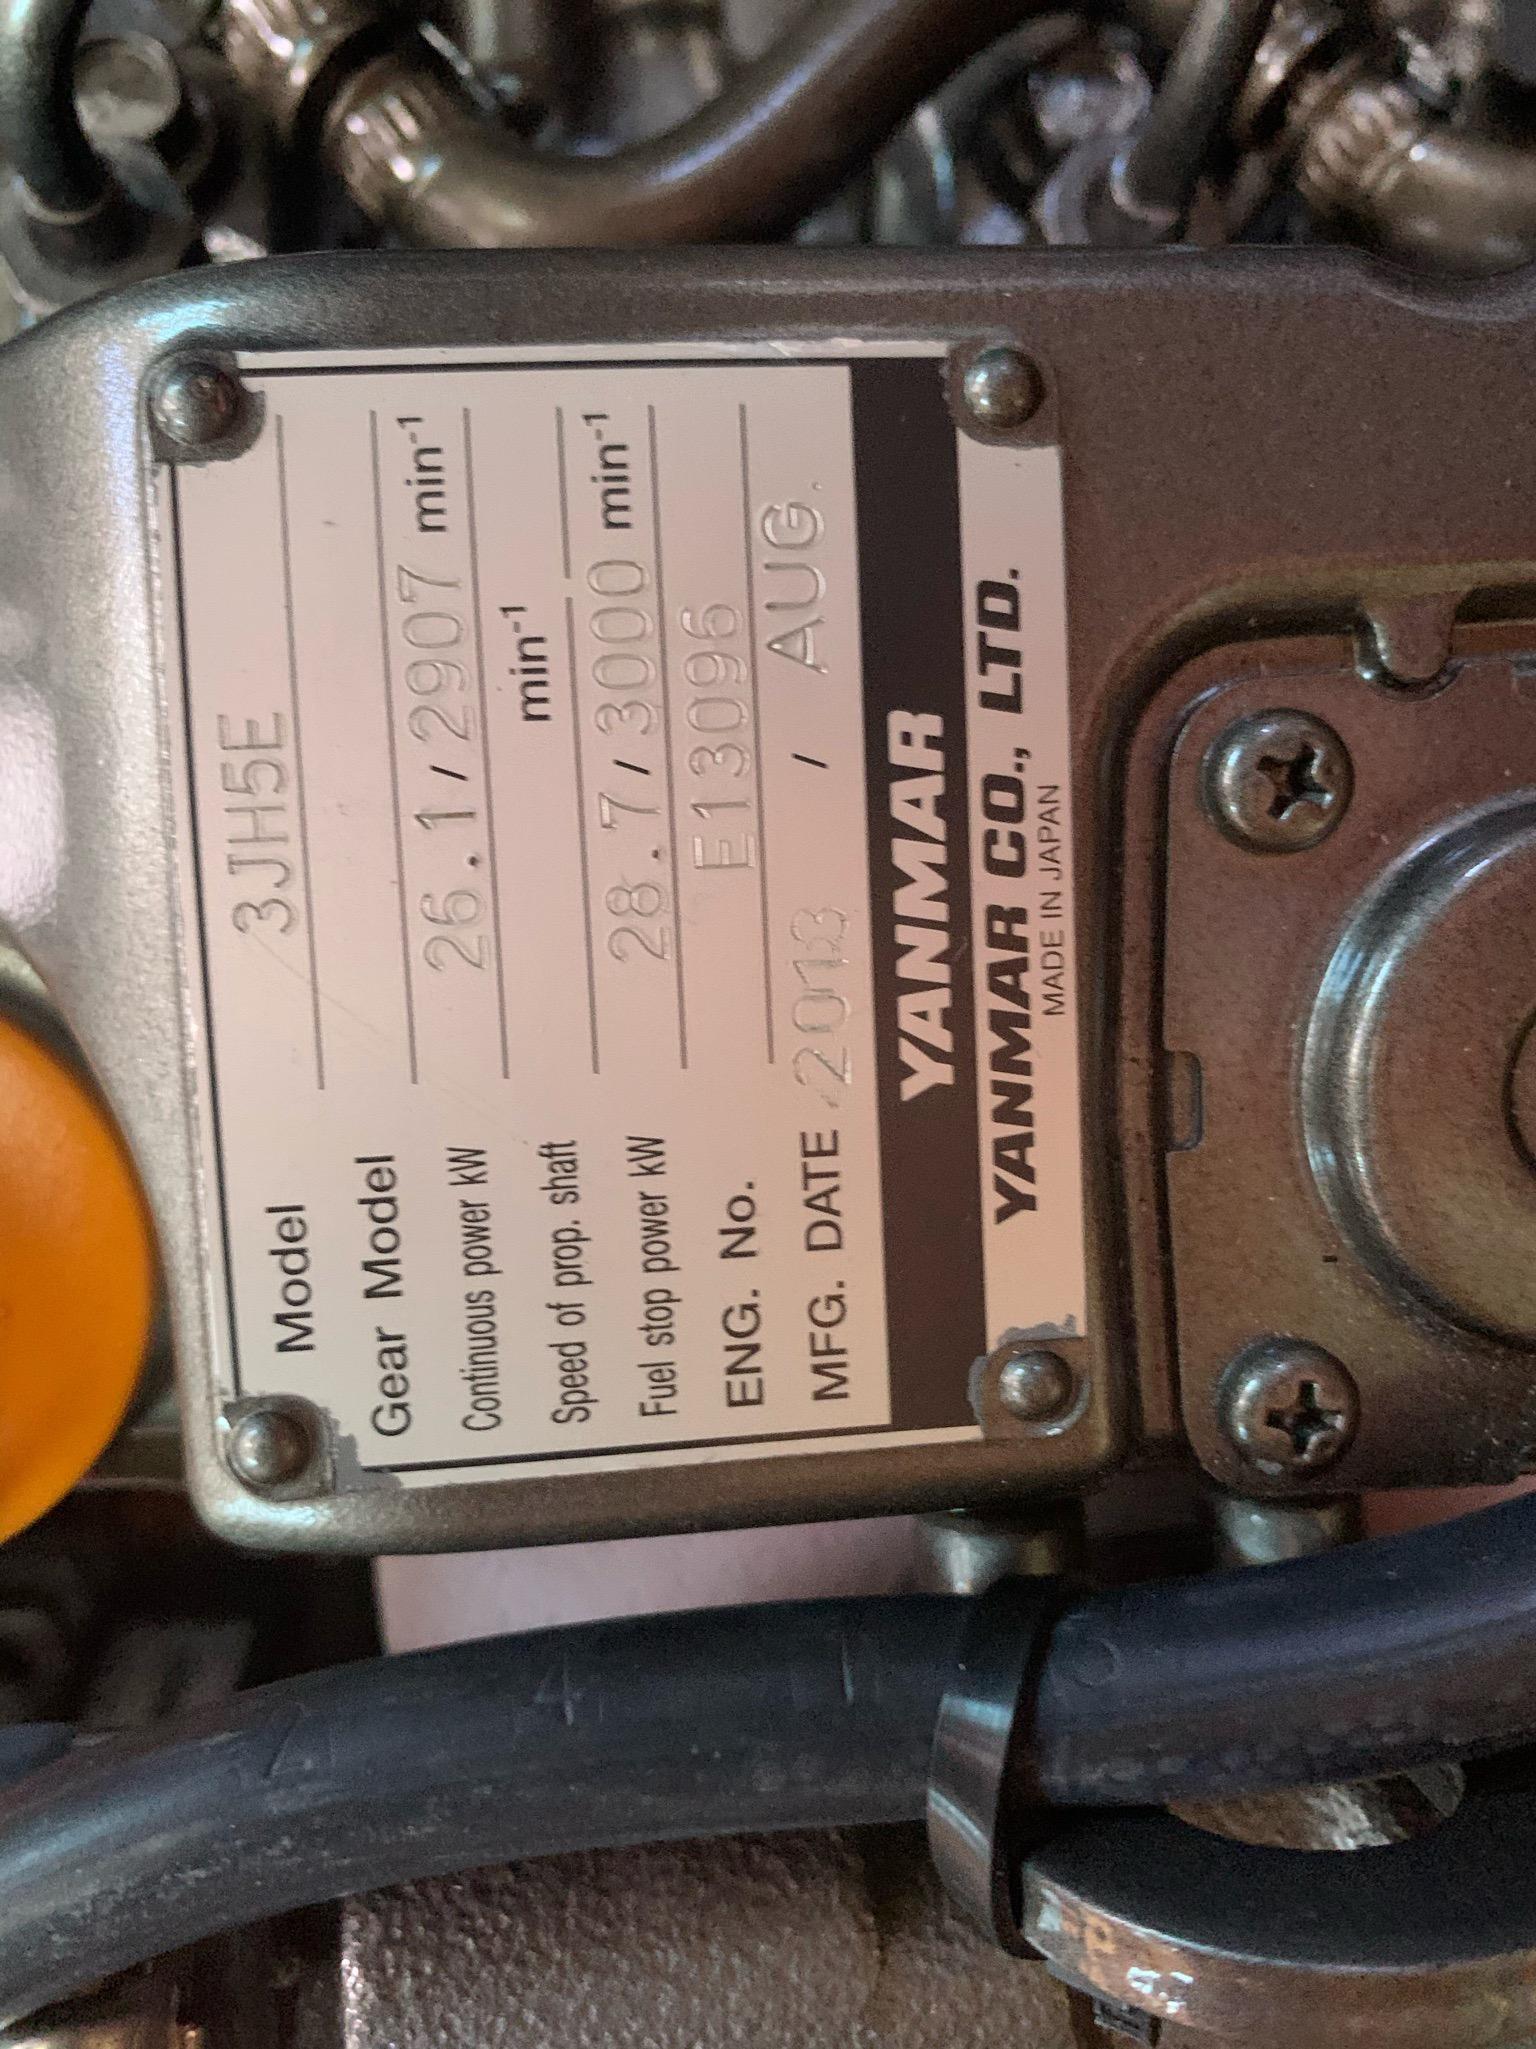 Model 3JH5E
Gear Model
Continuous power kW 26.1/2907 min⁻¹
Speed of prop. shaft min⁻¹
Fuel stop power kW 28.7/3000 min⁻¹
ENG. No. E13096
MFG. DATE 2013 / AUG.
YANMAR
YANMAR CO., LTD.
MADE IN JAPAN